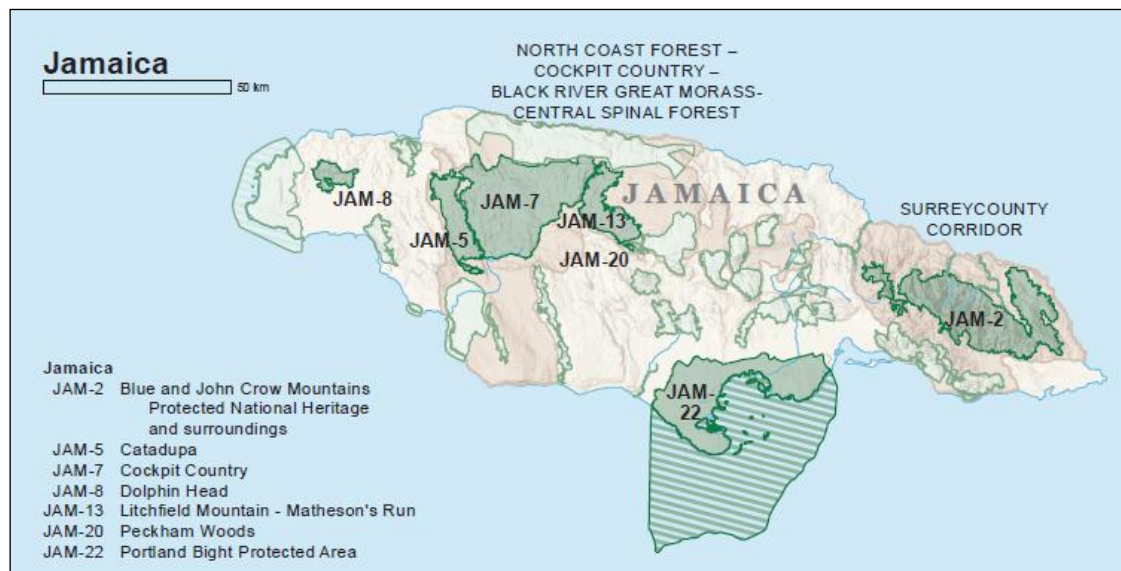 Jamaica
50 km
NORTH COAST FOREST –
COCKPIT COUNTRY –
BLACK RIVER GREAT MORASS-
CENTRAL SPINAL FOREST
JAMAICA
JAM-8
JAM-7
JAM-13
JAM-5
JAM-20
SURREYCOUNTY
CORRIDOR
JAM-2
JAM-
22
Jamaica
JAM-2 Blue and John Crow Mountains
Protected National Heritage
and surroundings
JAM-5 Catadupa
JAM-7 Cockpit Country
JAM-8 Dolphin Head
JAM-13 Litchfield Mountain - Matheson's Run
JAM-20 Peckham Woods
JAM-22 Portland Bight Protected Area